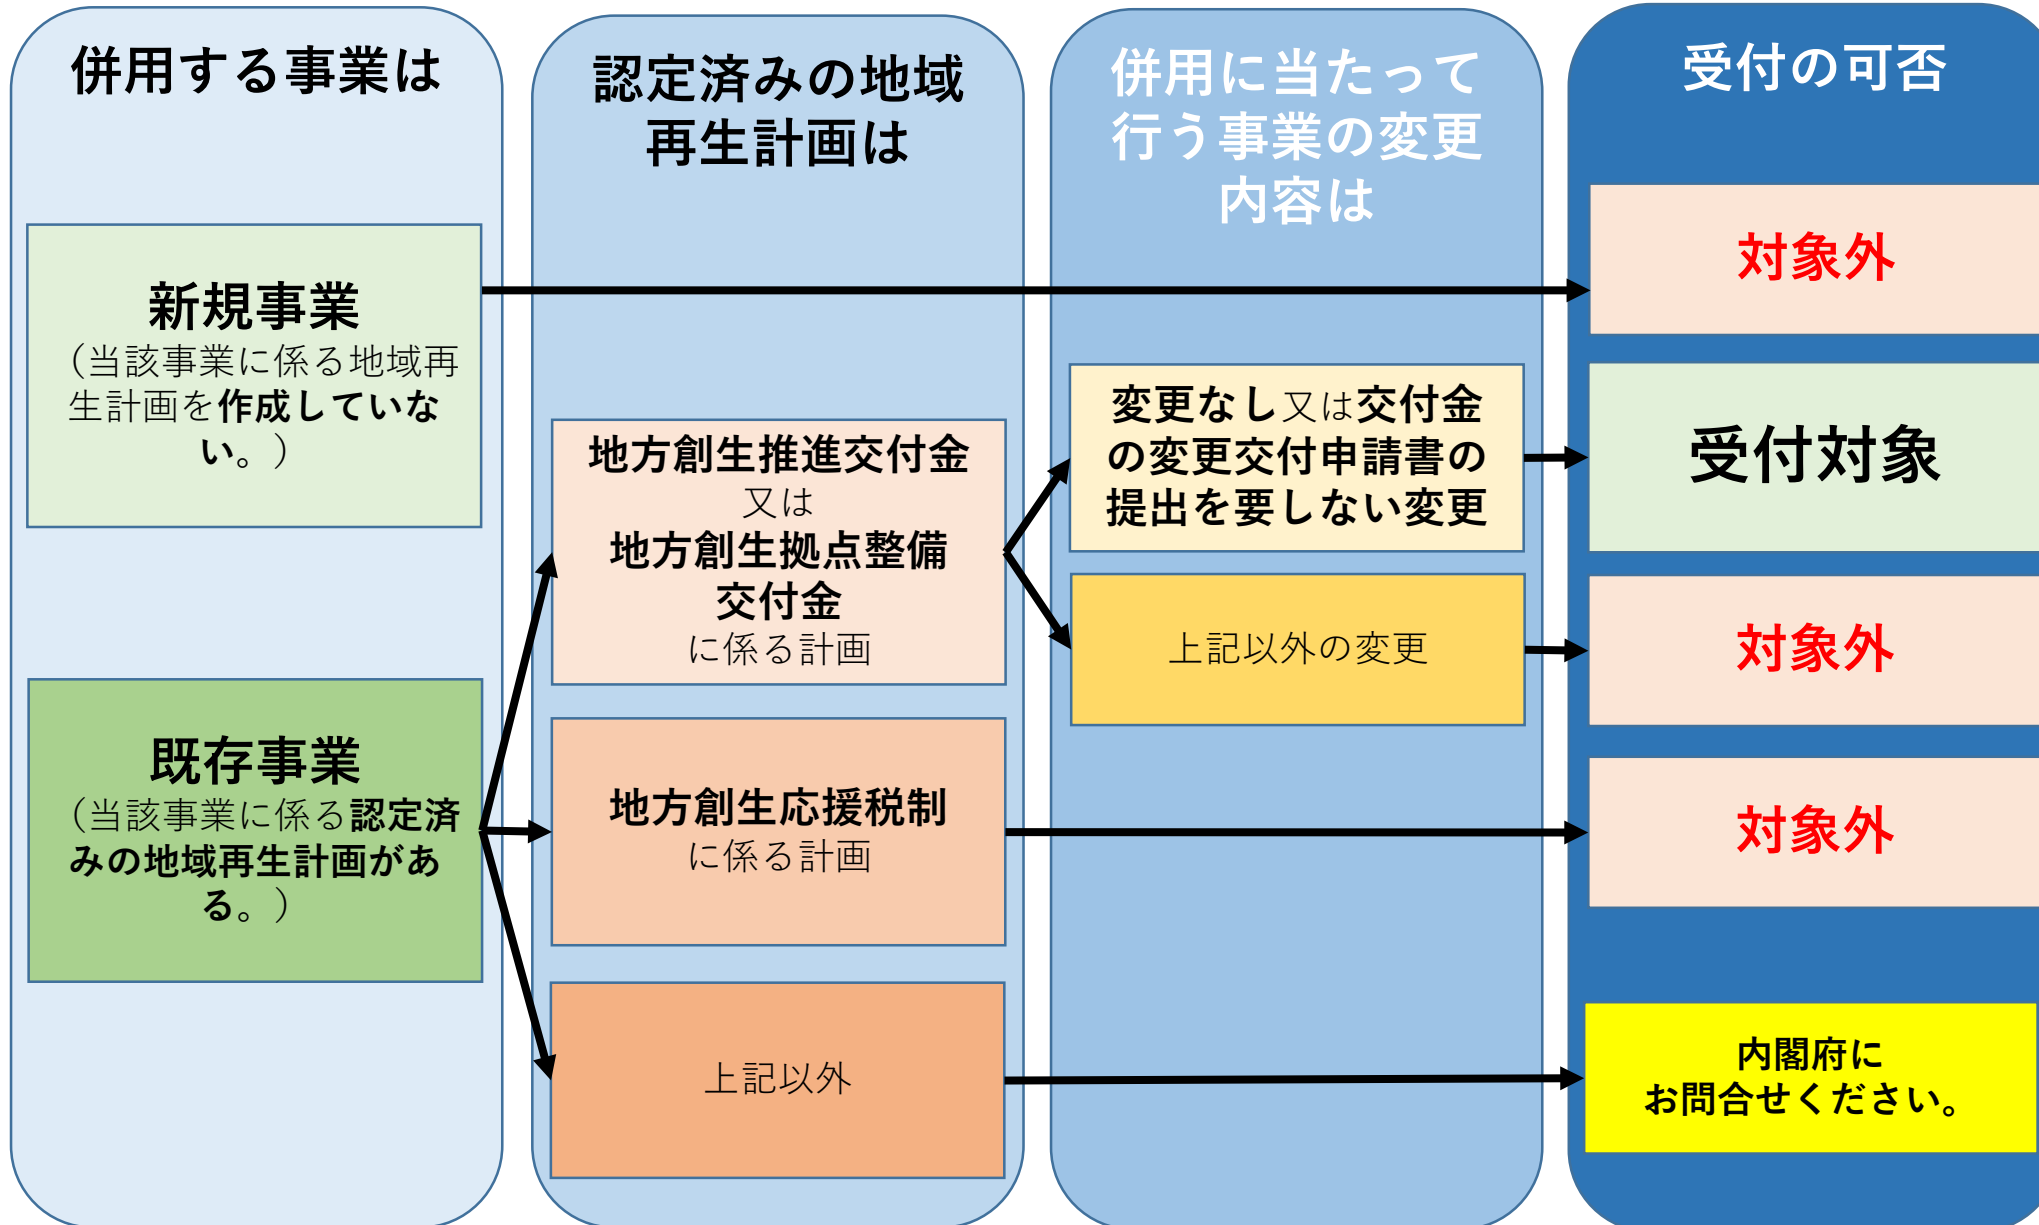 併用する事業は
新規事業
（当該事業に係る地域再
生計画を作成していな
い。）
既存事業
（当該事業に係る認定済
みの地域再生計画があ
る。）
認定済みの地域
再生計画は
地方創生推進交付金
又は
地方創生拠点整備
交付金
に係る計画
地方創生応援税制
に係る計画
上記以外
併用に当たって
行う事業の変更
内容は
変更なし又は交付金
の変更交付申請書の
提出を要しない変更
上記以外の変更
受付の可否
対象外
受付対象
対象外
対象外
内閣府に
お問合せください。